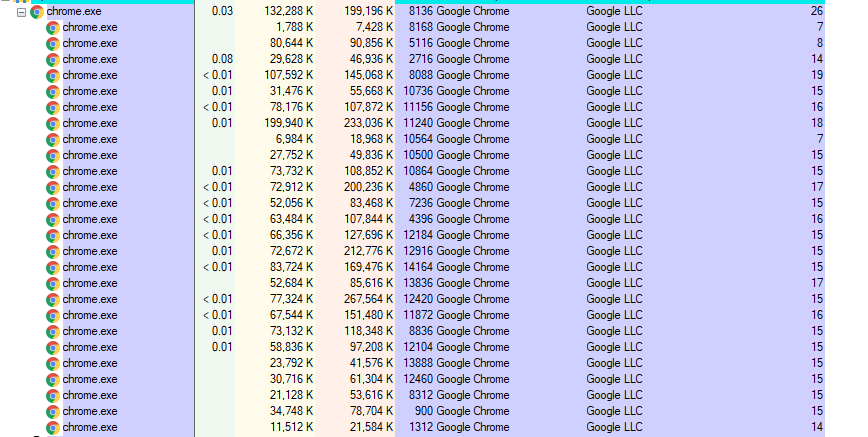 chrome.exe 0.03 132,288 K 199,196 K 8136 Google Chrome Google LLC 26
chrome.exe 1,788 K 7,428 K 8168 Google Chrome Google LLC 7
chrome.exe 80,644 K 90,856 K 5116 Google Chrome Google LLC 8
chrome.exe 0.08 29,628 K 46,936 K 2716 Google Chrome Google LLC 14
chrome.exe < 0.01 107,592 K 145,068 K 8088 Google Chrome Google LLC 19
chrome.exe 0.01 31,476 K 55,668 K 10736 Google Chrome Google LLC 15
chrome.exe < 0.01 78,176 K 107,872 K 11156 Google Chrome Google LLC 16
chrome.exe 0.01 199,940 K 233,036 K 11240 Google Chrome Google LLC 18
chrome.exe 6,984 K 18,968 K 10564 Google Chrome Google LLC 7
chrome.exe 27,752 K 49,836 K 10500 Google Chrome Google LLC 15
chrome.exe 0.01 73,732 K 108,852 K 10864 Google Chrome Google LLC 15
chrome.exe < 0.01 72,912 K 200,236 K 4860 Google Chrome Google LLC 17
chrome.exe < 0.01 52,056 K 83,468 K 7236 Google Chrome Google LLC 15
chrome.exe < 0.01 63,484 K 107,844 K 4396 Google Chrome Google LLC 16
chrome.exe < 0.01 66,356 K 127,696 K 12184 Google Chrome Google LLC 15
chrome.exe 0.01 72,672 K 212,776 K 12916 Google Chrome Google LLC 15
chrome.exe < 0.01 83,724 K 169,476 K 14164 Google Chrome Google LLC 15
chrome.exe 52,684 K 85,616 K 13836 Google Chrome Google LLC 17
chrome.exe < 0.01 77,324 K 267,564 K 12420 Google Chrome Google LLC 15
chrome.exe < 0.01 67,544 K 151,480 K 11872 Google Chrome Google LLC 16
chrome.exe 0.01 73,132 K 118,348 K 8836 Google Chrome Google LLC 15
chrome.exe 0.01 58,836 K 97,208 K 12104 Google Chrome Google LLC 15
chrome.exe 23,792 K 41,576 K 13888 Google Chrome Google LLC 15
chrome.exe 30,716 K 61,304 K 12460 Google Chrome Google LLC 15
chrome.exe 21,128 K 53,616 K 8312 Google Chrome Google LLC 15
chrome.exe 34,748 K 78,704 K 900 Google Chrome Google LLC 15
chrome.exe 11,512 K 21,584 K 1312 Google Chrome Google LLC 14